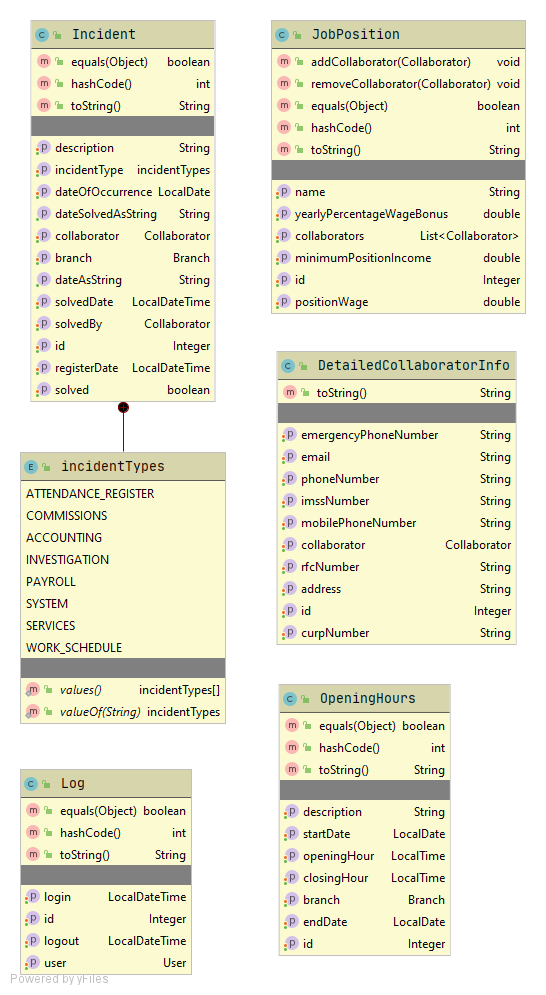 Incident
equals(Object) boolean
hashCode() int
toString() String
description String
incidentType incidentTypes
dateOfOccurrence LocalDate
dateSolvedAsString String
collaborator Collaborator
branch Branch
dateAsString String
solvedDate LocalDateTime
solvedBy Collaborator
id Integer
registerDate LocalDateTime
solved boolean
incidentTypes
ATTENDANCE_REGISTER
COMMISSIONS
ACCOUNTING
INVESTIGATION
PAYROLL
SYSTEM
SERVICES
WORK_SCHEDULE
values() incidentTypes[]
valueOf(String) incidentTypes
Log
equals(Object) boolean
hashCode() int
toString() String
login LocalDateTime
id Integer
logout LocalDateTime
user User
JobPosition
addCollaborator(Collaborator) void
removeCollaborator(Collaborator) void
equals(Object) boolean
hashCode() int
toString() String
name String
yearlyPercentageWageBonus double
collaborators List<Collaborator>
minimumPositionIncome double
id Integer
positionWage double
DetailedCollaboratorInfo
toString() String
emergencyPhoneNumber String
email String
phoneNumber String
imssNumber String
mobilePhoneNumber String
collaborator Collaborator
rfcNumber String
address String
id Integer
curpNumber String
OpeningHours
equals(Object) boolean
hashCode() int
toString() String
description String
startDate LocalDate
openingHour LocalTime
closingHour LocalTime
branch Branch
endDate LocalDate
id Integer
Powered by yFiles